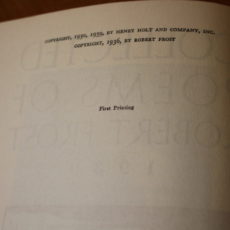 COPYRIGHT, 1930, 1939, BY HENRY HOLT AND COMPANY, INC.
COPYRIGHT, 1936, BY ROBERT FROST
First Printing